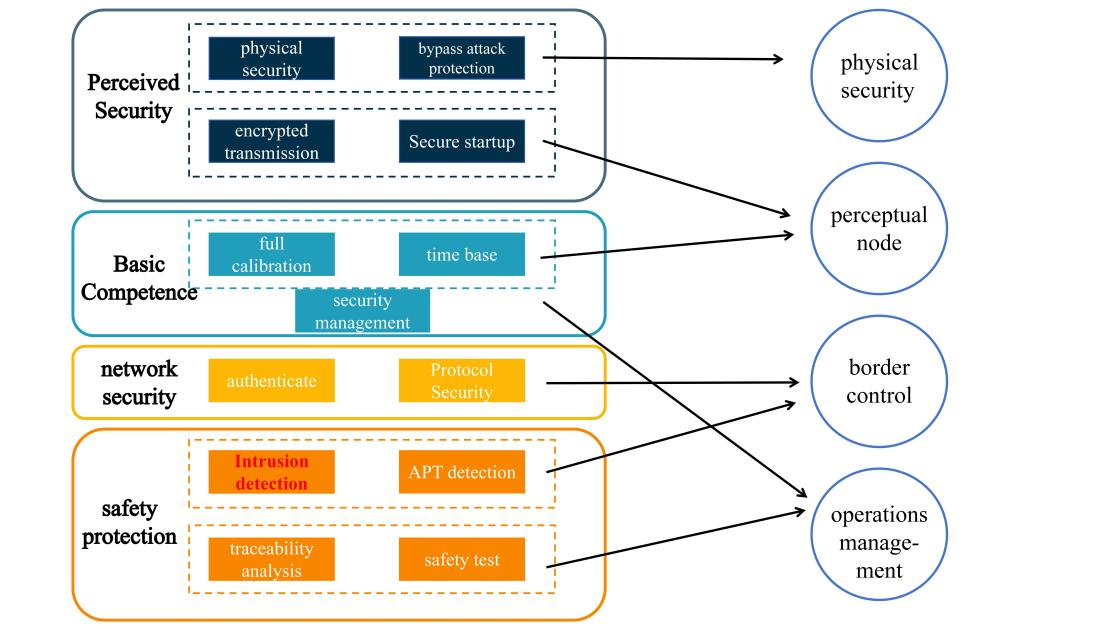 Perceived
Security
physical
security
bypass attack
protection
encrypted
transmission
Secure startup
Basic
Competence
full
calibration
time base
security
management
network
security
authenticate
Protocol
Security
safety
protection
Intrusion
detection
APT detection
traceability
analysis
safety test
physical
security
perceptual
node
border
control
operations
manage-
ment